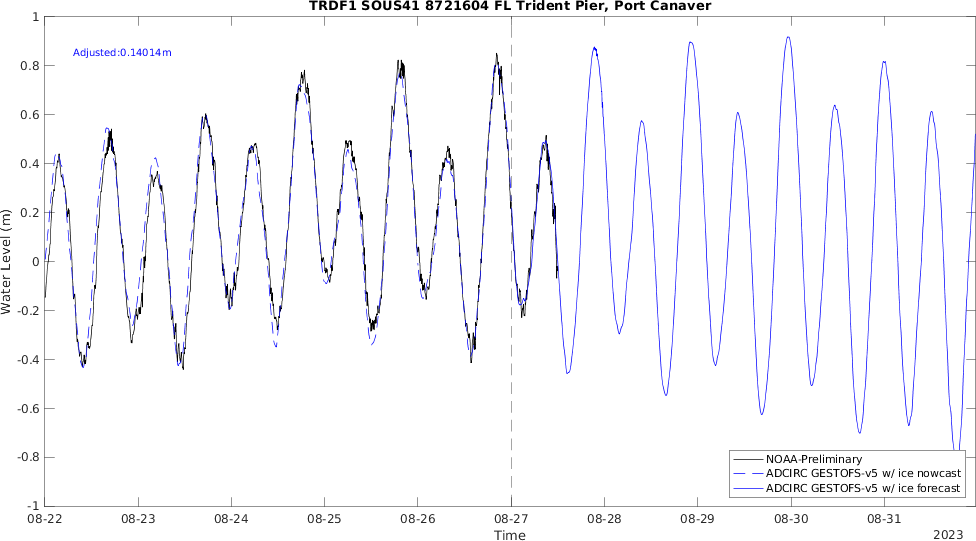 TRDF1 SOUS41 8721604 FL Trident Pier, Port Canaver
Adjusted:0.14014m
Water Level (m)
1
0.8
0.6
0.4
0.2
0
-0.2
-0.4
-0.6
-0.8
-1
NOAA-Preliminary
ADCIRC GESTOFS-v5 w/ ice nowcast
ADCIRC GESTOFS-v5 w/ ice forecast
08-22 08-23 08-24 08-25 08-26 08-27 08-28 08-29 08-30 08-31
Time
2023